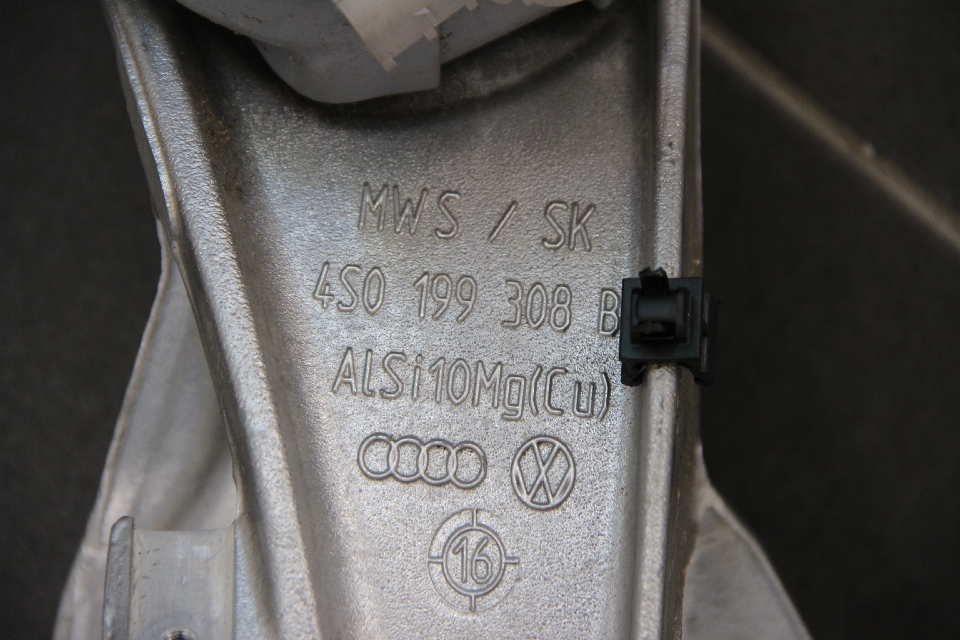 MWS / SK
4S0 199 308 B
AlSi10Mg(Cu)
16